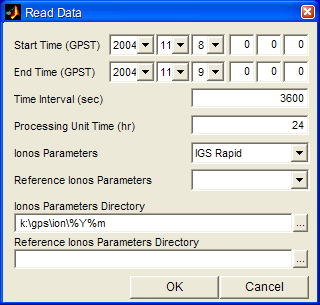 Read Data
Start Time (GPST) 2004 11 8 0 0 0
End Time (GPST) 2004 11 9 0 0 0
Time Interval (sec) 3600
Processing Unit Time (hr) 24
Ionos Parameters IGS Rapid
Reference Ionos Parameters
Ionos Parameters Directory
k:\gps\ion\%Y%m ...
Reference Ionos Parameters Directory
...
OK Cancel